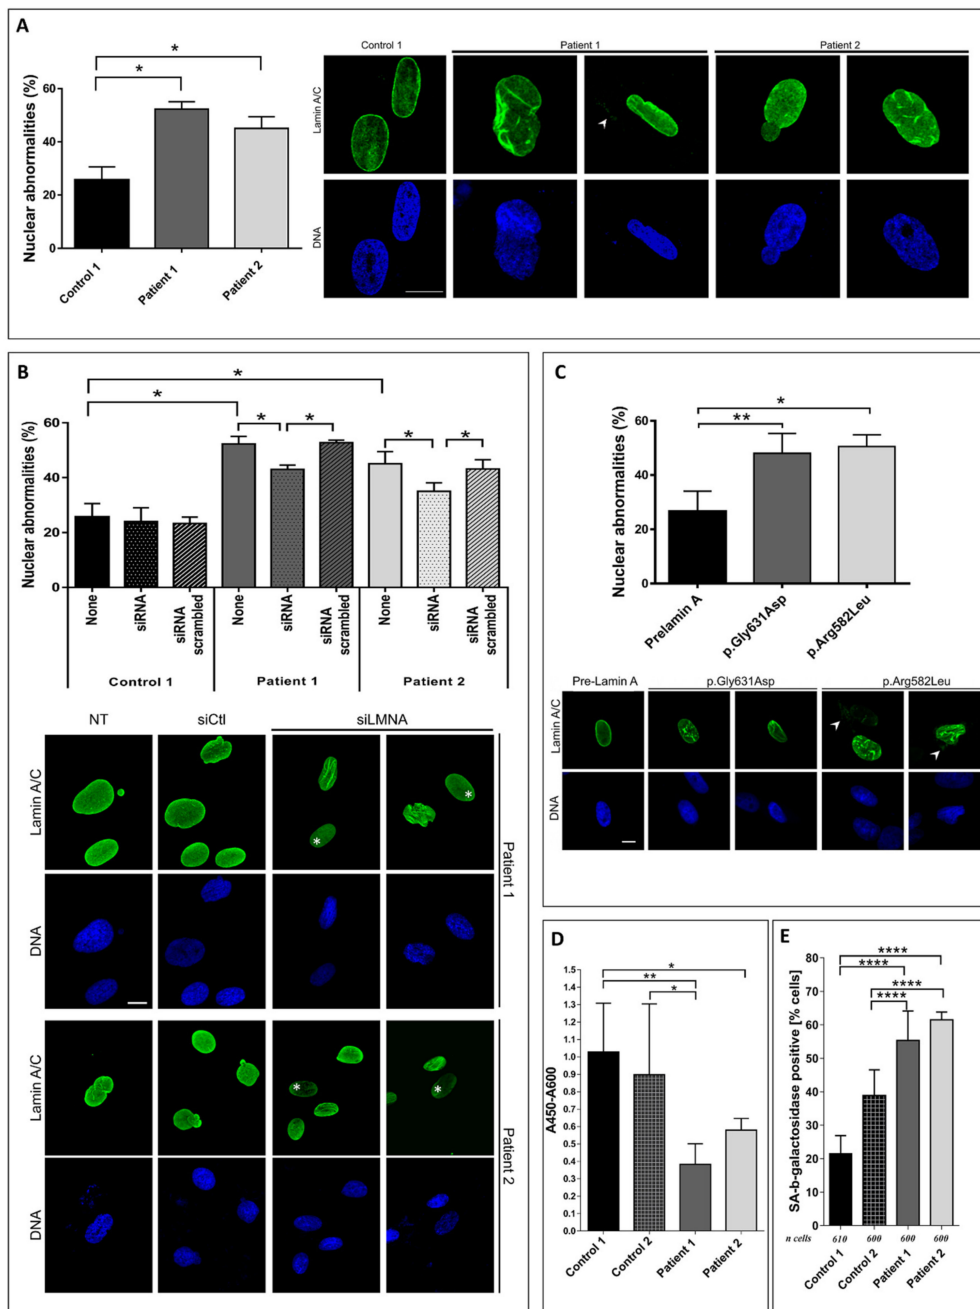 A
Nuclear abnormalities (%)
80
60
40
20
0
*
*
Control 1
Patient 1
Patient 2
Control 1
Patient 1
Patient 2
Lamin A/C
DNA
B
Nuclear abnormalities (%)
60
40
20
0
*
*
* *
* *
None
siRNA
siRNA scrambled
None
siRNA
siRNA scrambled
None
siRNA
siRNA scrambled
Control 1
Patient 1
Patient 2
NT
siCtl
siLMNA
Lamin A/C
* *
DNA
Patient 1
Lamin A/C
* *
DNA
Patient 2
C
Nuclear abnormalities (%)
60
40
20
0
*
**
Prelamin A
p.Gly631Asp
p.Arg582Leu
Pre-Lamin A
p.Gly631Asp
p.Arg582Leu
Lamin A/C
DNA
D
A450-A600
1.5
1.4
1.3
1.2
1.1
1.0
0.9
0.8
0.7
0.6
0.5
0.4
0.3
0.2
0.1
0.0
*
**
*
Control 1
Control 2
Patient 1
Patient 2
E
SA-b-galactosidase positive [% cells]
80
70
60
50
40
30
20
10
0
****
****
****
****
n cells 610 600 600 600
Control 1
Control 2
Patient 1
Patient 2